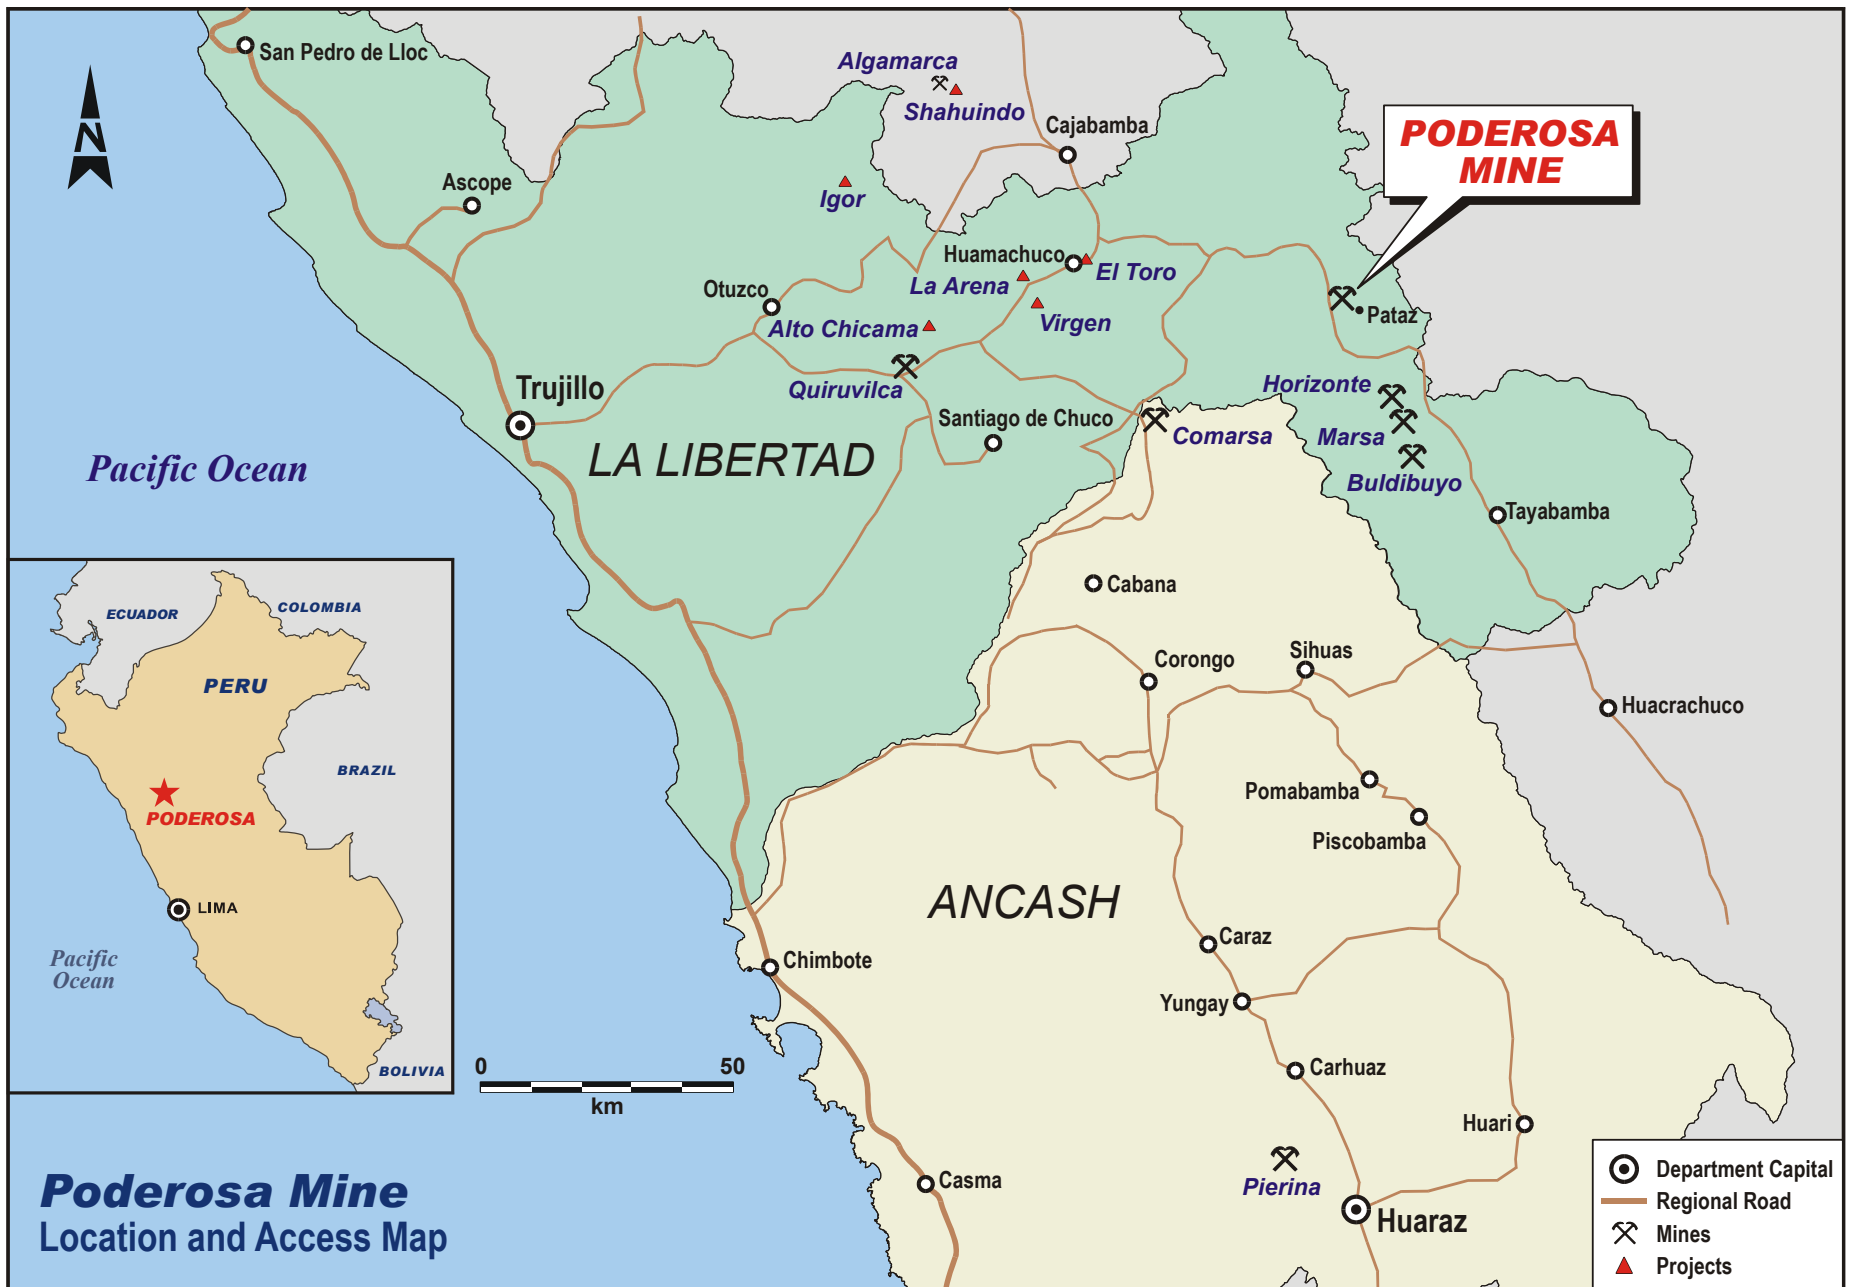 San Pedro de Lloc
Algamarca
Shahuindo
Cajabamba
PODEROSA
MINE
N
Ascope
Igor
Huamachuco
El Toro
La Arena
Otuzco
Virgen
Alto Chicama
Pataz
Quiruvilca
Trujillo
Horizonte
Santiago de Chuco
Comarsa
Marsa
LA LIBERTAD
Pacific Ocean
Buldibuyo
Tayabamba
Cabana
Corongo
Sihuas
Huacrachuco
Pomabamba
Piscobamba
ANCASH
Caraz
Chimbote
Yungay
Carhuaz
Huari
Casma
Pierina
Huaraz
ECUADOR
COLOMBIA
PERU
BRAZIL
PODEROSA
LIMA
Pacific
Ocean
BOLIVIA
0 50
km
Poderosa Mine
Location and Access Map
Department Capital
Regional Road
Mines
Projects